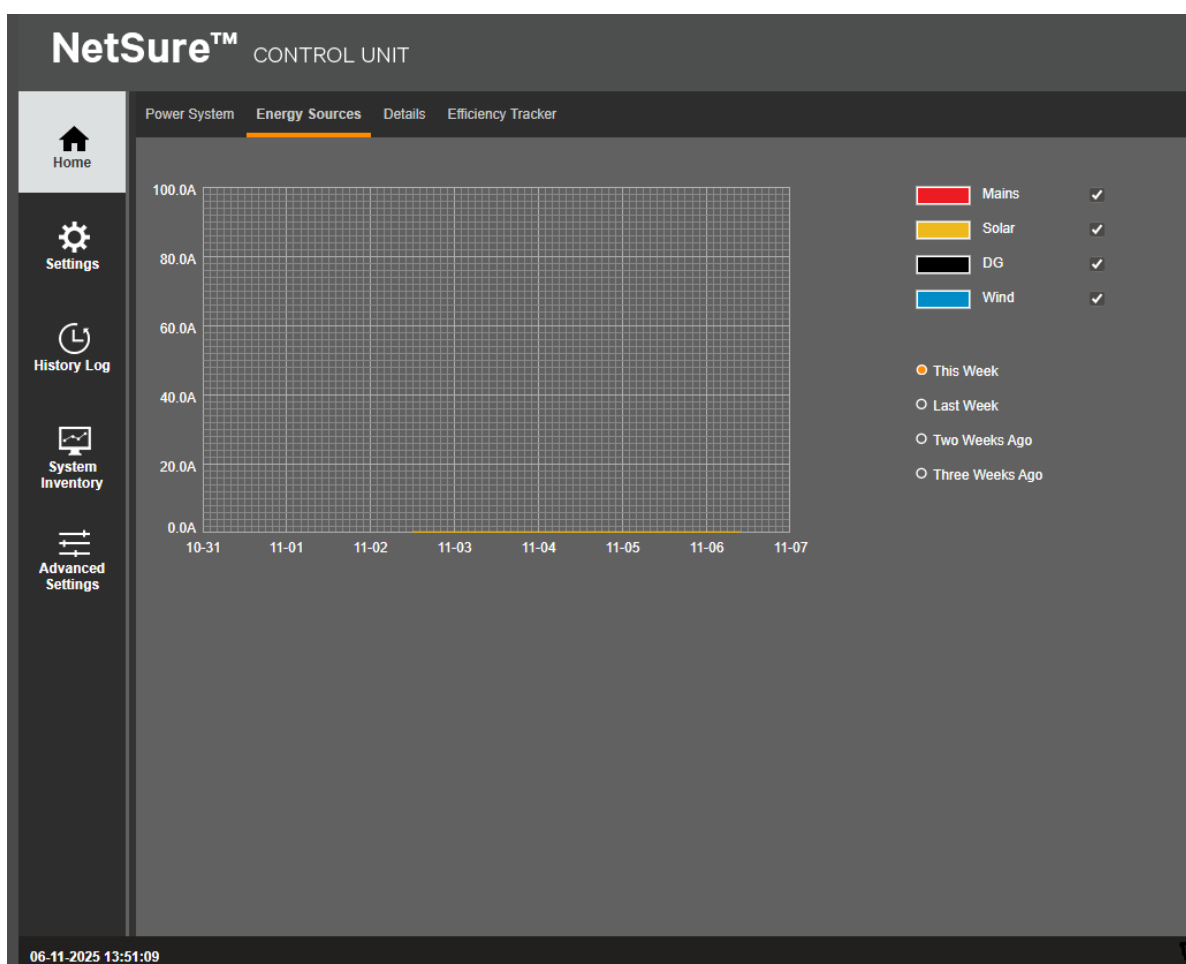 NetSure™ CONTROL UNIT
Power System Energy Sources Details Efficiency Tracker
Home
Settings
History Log
System
Inventory
Advanced
Settings
100.0A
80.0A
60.0A
40.0A
20.0A
0.0A
10-31 11-01 11-02 11-03 11-04 11-05 11-06 11-07
Mains
Solar
DG
Wind
This Week
Last Week
Two Weeks Ago
Three Weeks Ago
06-11-2025 13:51:09